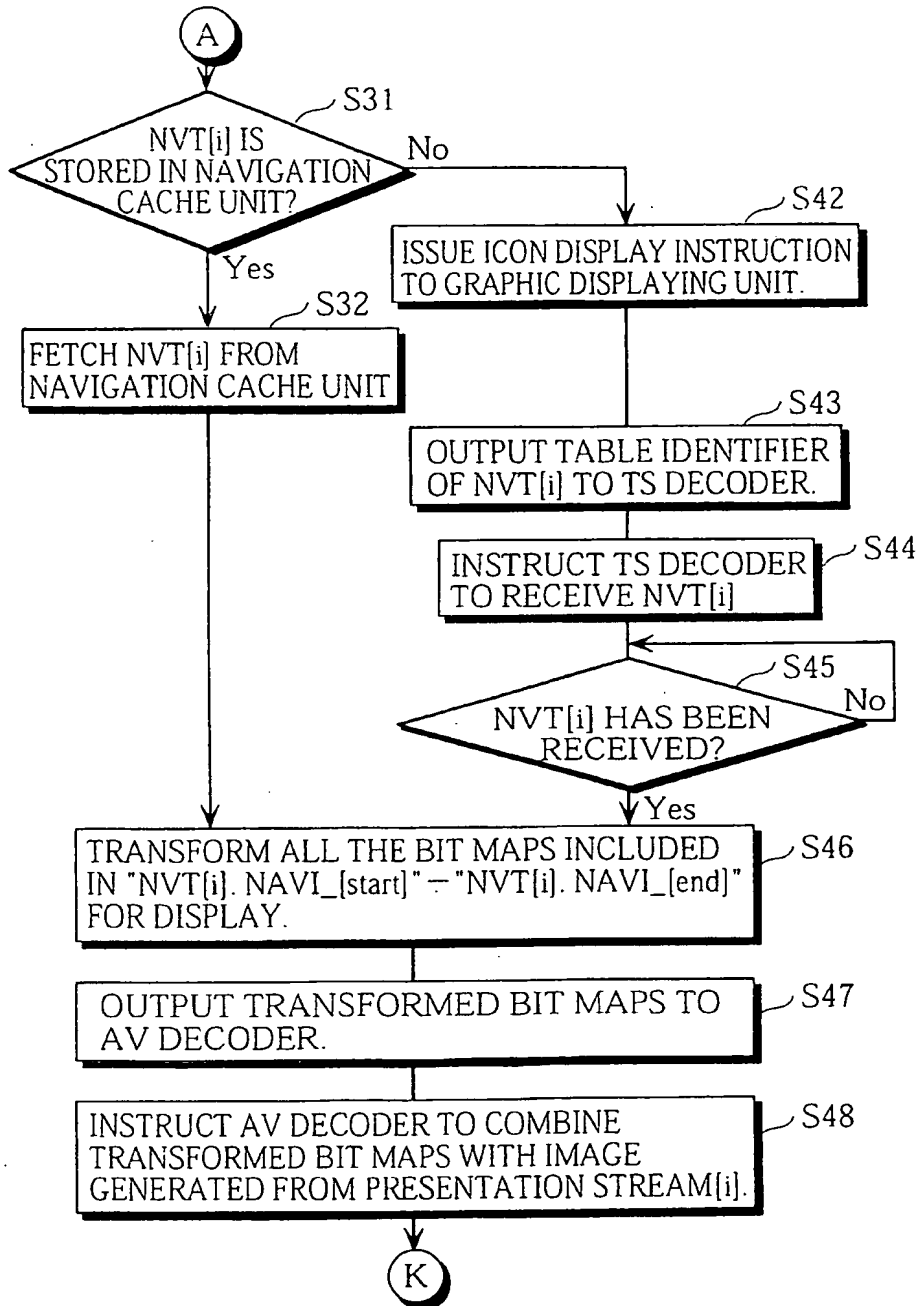 A
S31
NVT[i] IS
STORED IN NAVIGATION
CACHE UNIT?
No
Yes
S42
ISSUE ICON DISPLAY INSTRUCTION
TO GRAPHIC DISPLAYING UNIT.
S32
FETCH NVT[i] FROM
NAVIGATION CACHE UNIT
S43
OUTPUT TABLE IDENTIFIER
OF NVT[i] TO TS DECODER.
S44
INSTRUCT TS DECODER
TO RECEIVE NVT[i]
S45
No
NVT[i] HAS BEEN
RECEIVED?
Yes
S46
TRANSFORM ALL THE BIT MAPS INCLUDED
IN "NVT[i]. NAVI_[start]" – "NVT[i]. NAVI_[end]"
FOR DISPLAY.
S47
OUTPUT TRANSFORMED BIT MAPS TO
AV DECODER.
S48
INSTRUCT AV DECODER TO COMBINE
TRANSFORMED BIT MAPS WITH IMAGE
GENERATED FROM PRESENTATION STREAM[i].
K